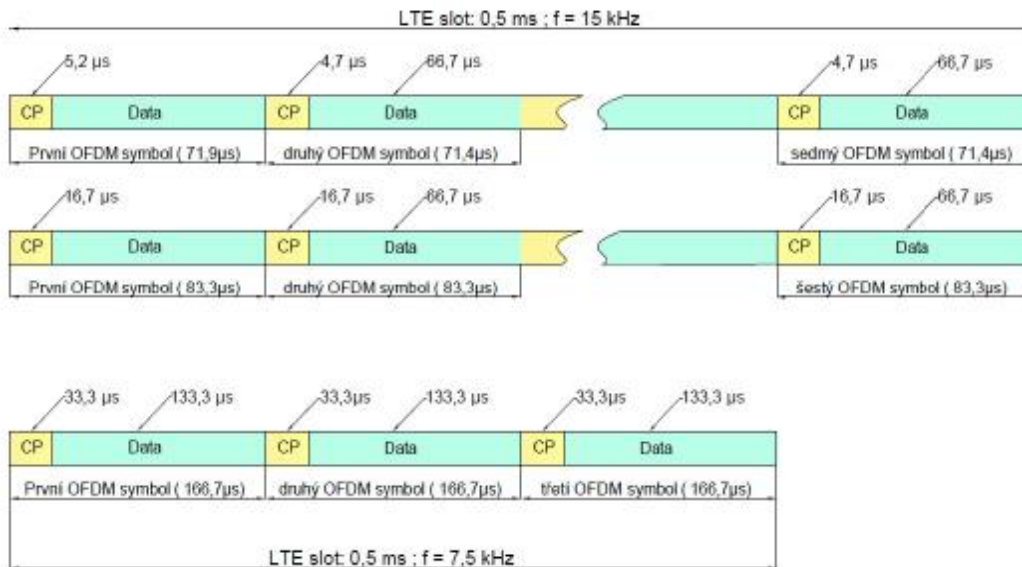 LTE slot: 0,5 ms ; f = 15 kHz
5,2 µs 4,7 µs 66,7 µs 4,7 µs 66,7 µs
CP Data CP Data CP Data
První OFDM symbol ( 71,9µs) druhý OFDM symbol ( 71,4µs) sedmý OFDM symbol ( 71,4µs)
16,7 µs 16,7 µs 66,7 µs 16,7 µs 66,7 µs
CP Data CP Data CP Data
První OFDM symbol ( 83,3µs) druhý OFDM symbol ( 83,3µs) šestý OFDM symbol ( 83,3µs)
33,3 µs 133,3 µs 33,3µs 133,3 µs 33,3µs 133,3 µs
CP Data CP Data CP Data
První OFDM symbol ( 166,7µs) druhý OFDM symbol ( 166,7µs) třetí OFDM symbol ( 166,7µs)
LTE slot: 0,5 ms ; f = 7,5 kHz